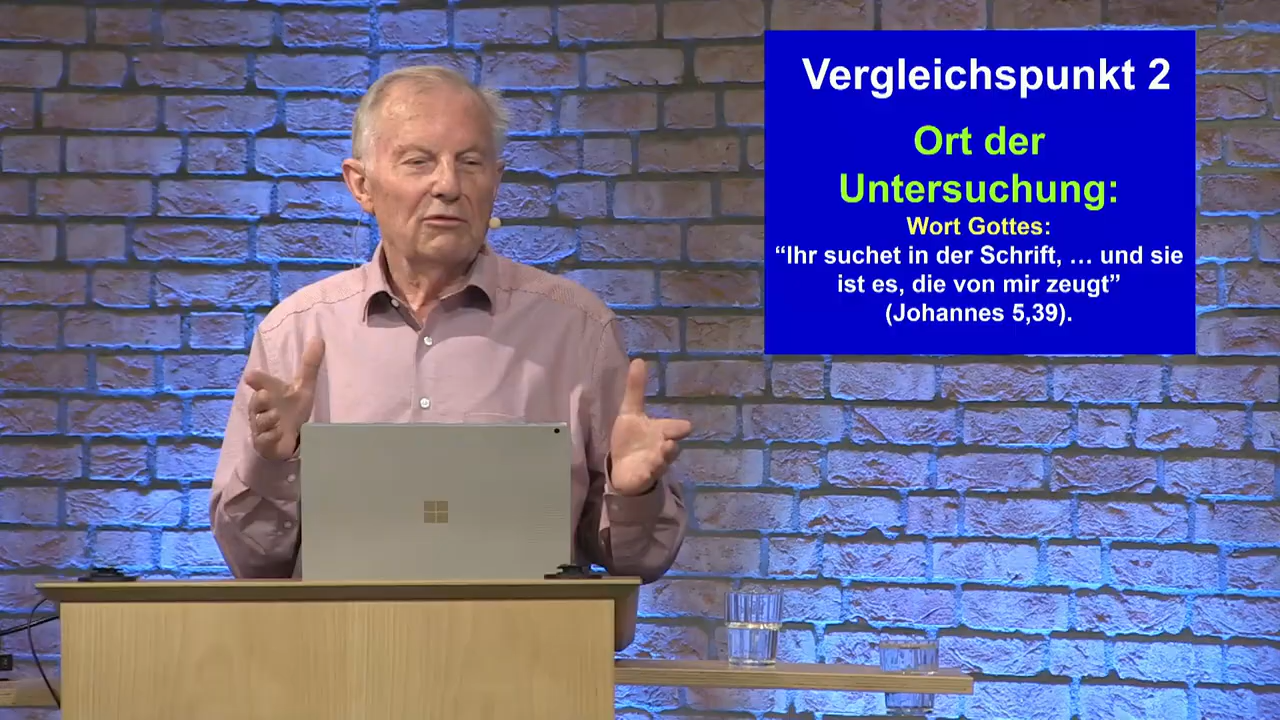 Vergleichspunkt 2
Ort der
Untersuchung:
Wort Gottes:
“Ihr suchet in der Schrift, … und sie
ist es, die von mir zeugt”
(Johannes 5,39).